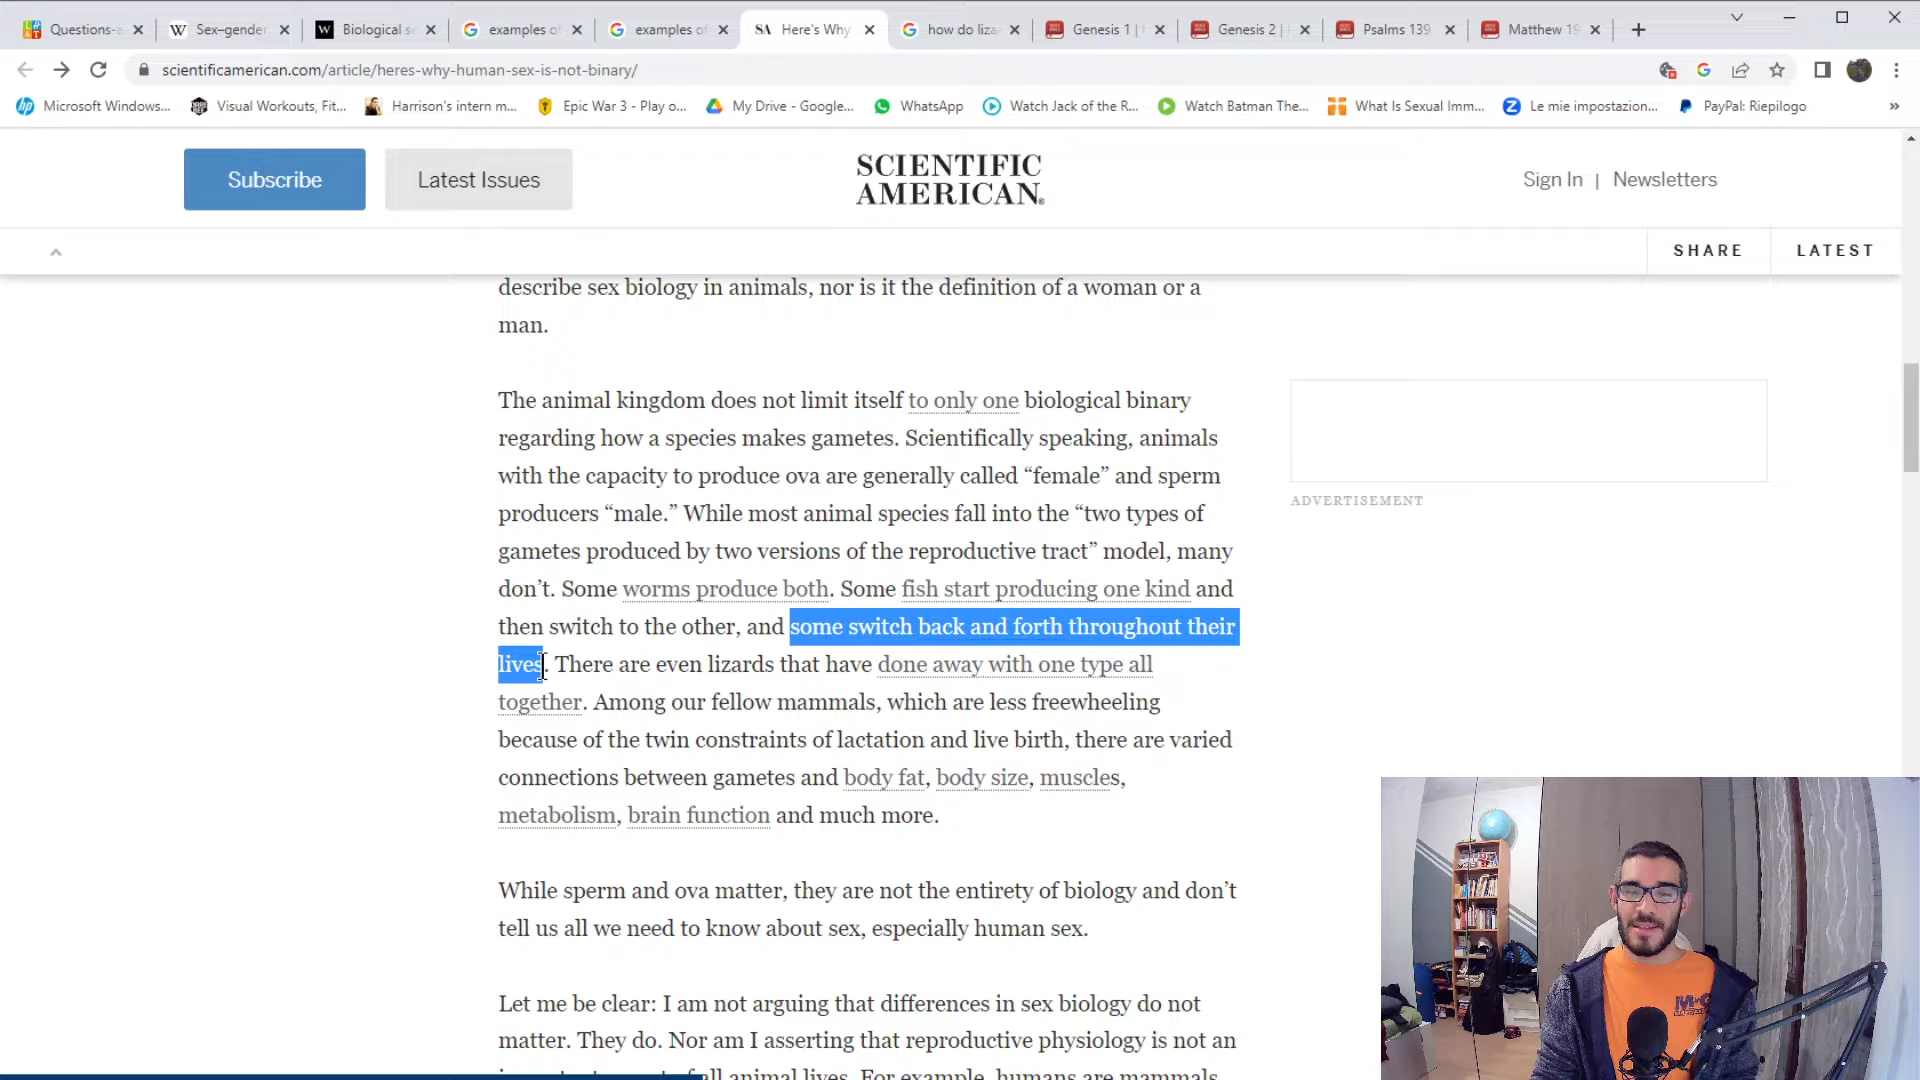 Questions-a
Sex–gender
Biological se
examples of
examples of
SA Here's Why
how do liza
Genesis 1 | f
Genesis 2 | H
Psalms 139
Matthew 19
scientificamerican.com/article/heres-why-human-sex-is-not-binary/
Microsoft Windows...
Visual Workouts, Fit...
Harrison's intern m...
Epic War 3 - Play o...
My Drive - Google...
WhatsApp
Watch Jack of the R...
Watch Batman The...
What Is Sexual Imm...
Le mie impostazion...
PayPal: Riepilogo
Subscribe
Latest Issues
SCIENTIFIC
AMERICAN
Sign In | Newsletters
SHARE
LATEST
describe sex biology in animals, nor is it the definition of a woman or a
man.
The animal kingdom does not limit itself to only one biological binary
regarding how a species makes gametes. Scientifically speaking, animals
with the capacity to produce ova are generally called “female” and sperm
producers “male.” While most animal species fall into the “two types of
gametes produced by two versions of the reproductive tract” model, many
don’t. Some worms produce both. Some fish start producing one kind and
then switch to the other, and some switch back and forth throughout their
lives. There are even lizards that have done away with one type all
together. Among our fellow mammals, which are less freewheeling
because of the twin constraints of lactation and live birth, there are varied
connections between gametes and body fat, body size, muscles,
metabolism, brain function and much more.
ADVERTISEMENT
While sperm and ova matter, they are not the entirety of biology and don’t
tell us all we need to know about sex, especially human sex.
Let me be clear: I am not arguing that differences in sex biology do not
matter. They do. Nor am I asserting that reproductive physiology is not an
all animal lives. For example, humans are mammals